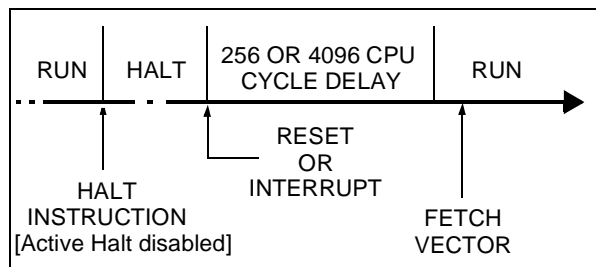 RUN
HALT
256 OR 4096 CPU
CYCLE DELAY
RUN
RESET
OR
INTERRUPT
HALT
INSTRUCTION
[Active Halt disabled]
FETCH
VECTOR